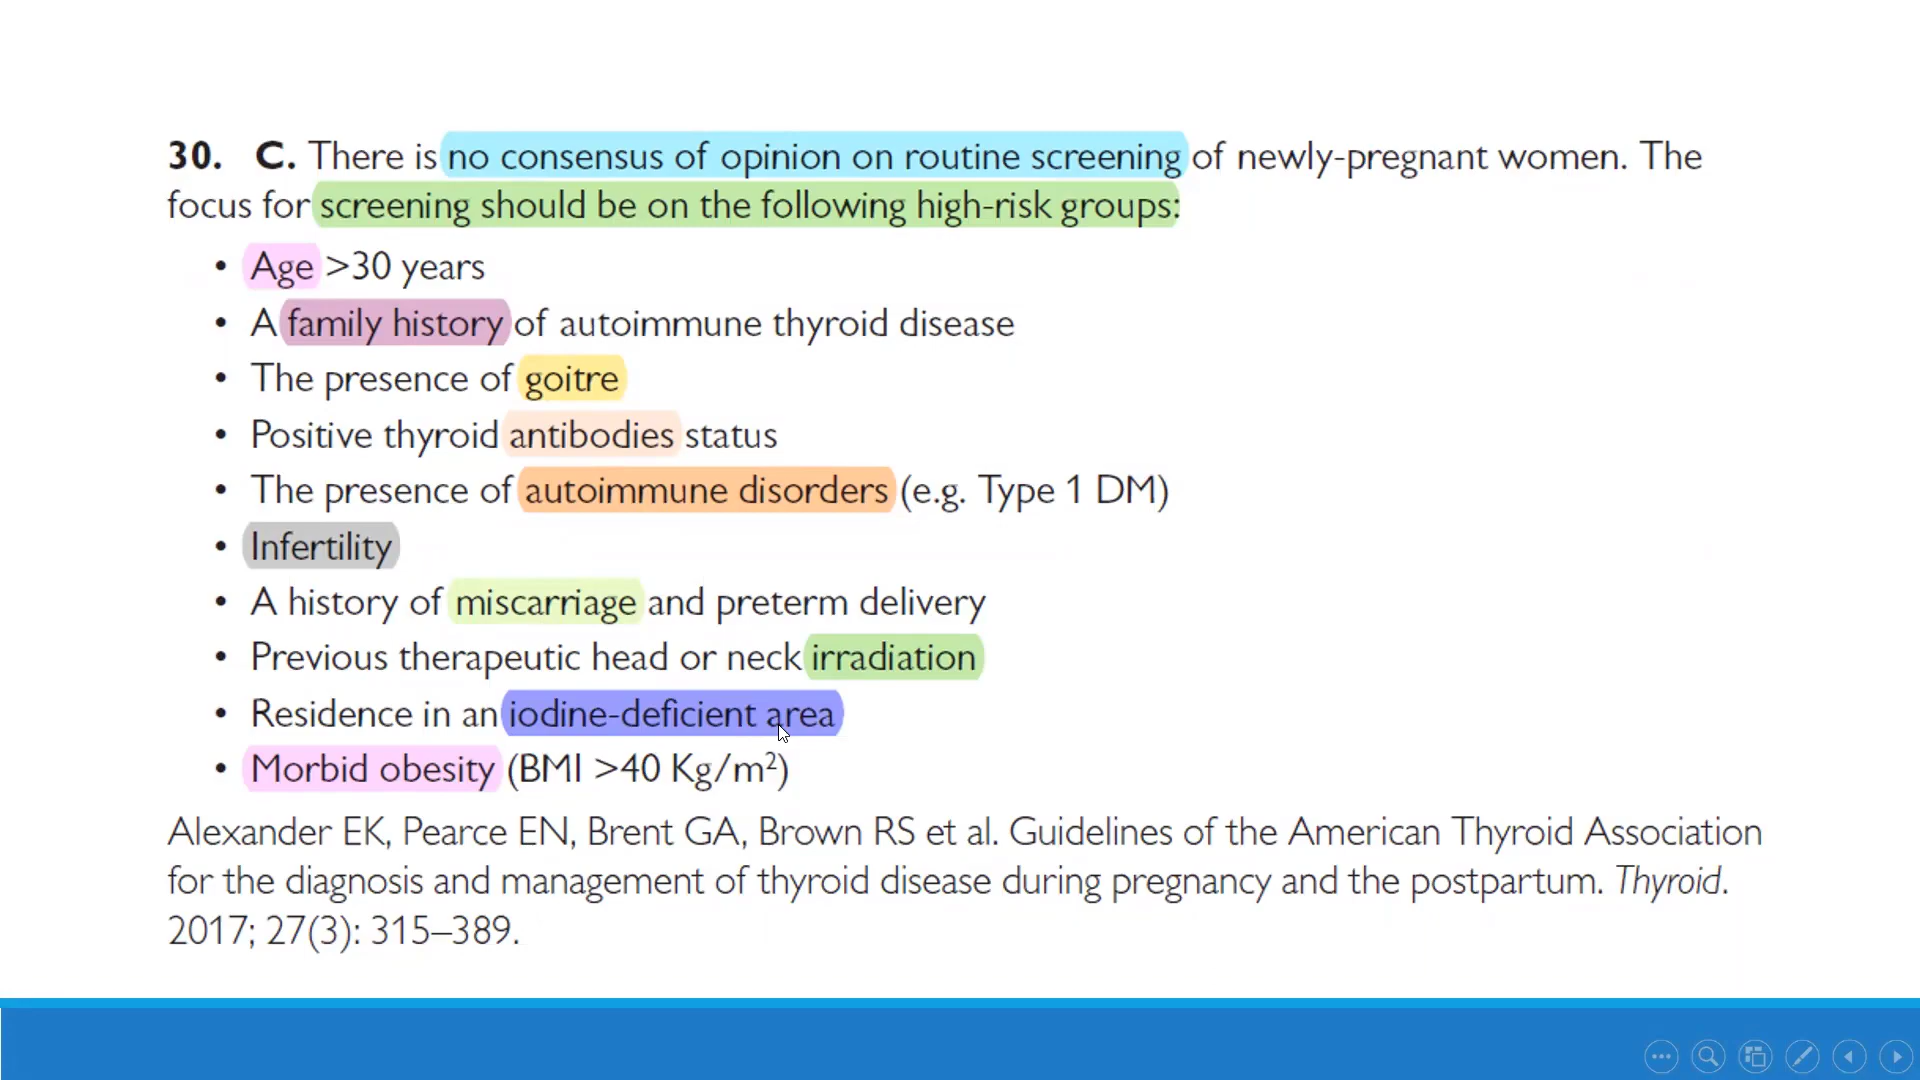 30. C. There is no consensus of opinion on routine screening of newly-pregnant women. The
focus for screening should be on the following high-risk groups:
• Age >30 years
• A family history of autoimmune thyroid disease
• The presence of goitre
• Positive thyroid antibodies status
• The presence of autoimmune disorders (e.g. Type 1 DM)
• Infertility
• A history of miscarriage and preterm delivery
• Previous therapeutic head or neck irradiation
• Residence in an iodine-deficient area
• Morbid obesity (BMI >40 Kg/m²)
Alexander EK, Pearce EN, Brent GA, Brown RS et al. Guidelines of the American Thyroid Association
for the diagnosis and management of thyroid disease during pregnancy and the postpartum. Thyroid.
2017; 27(3): 315–389.